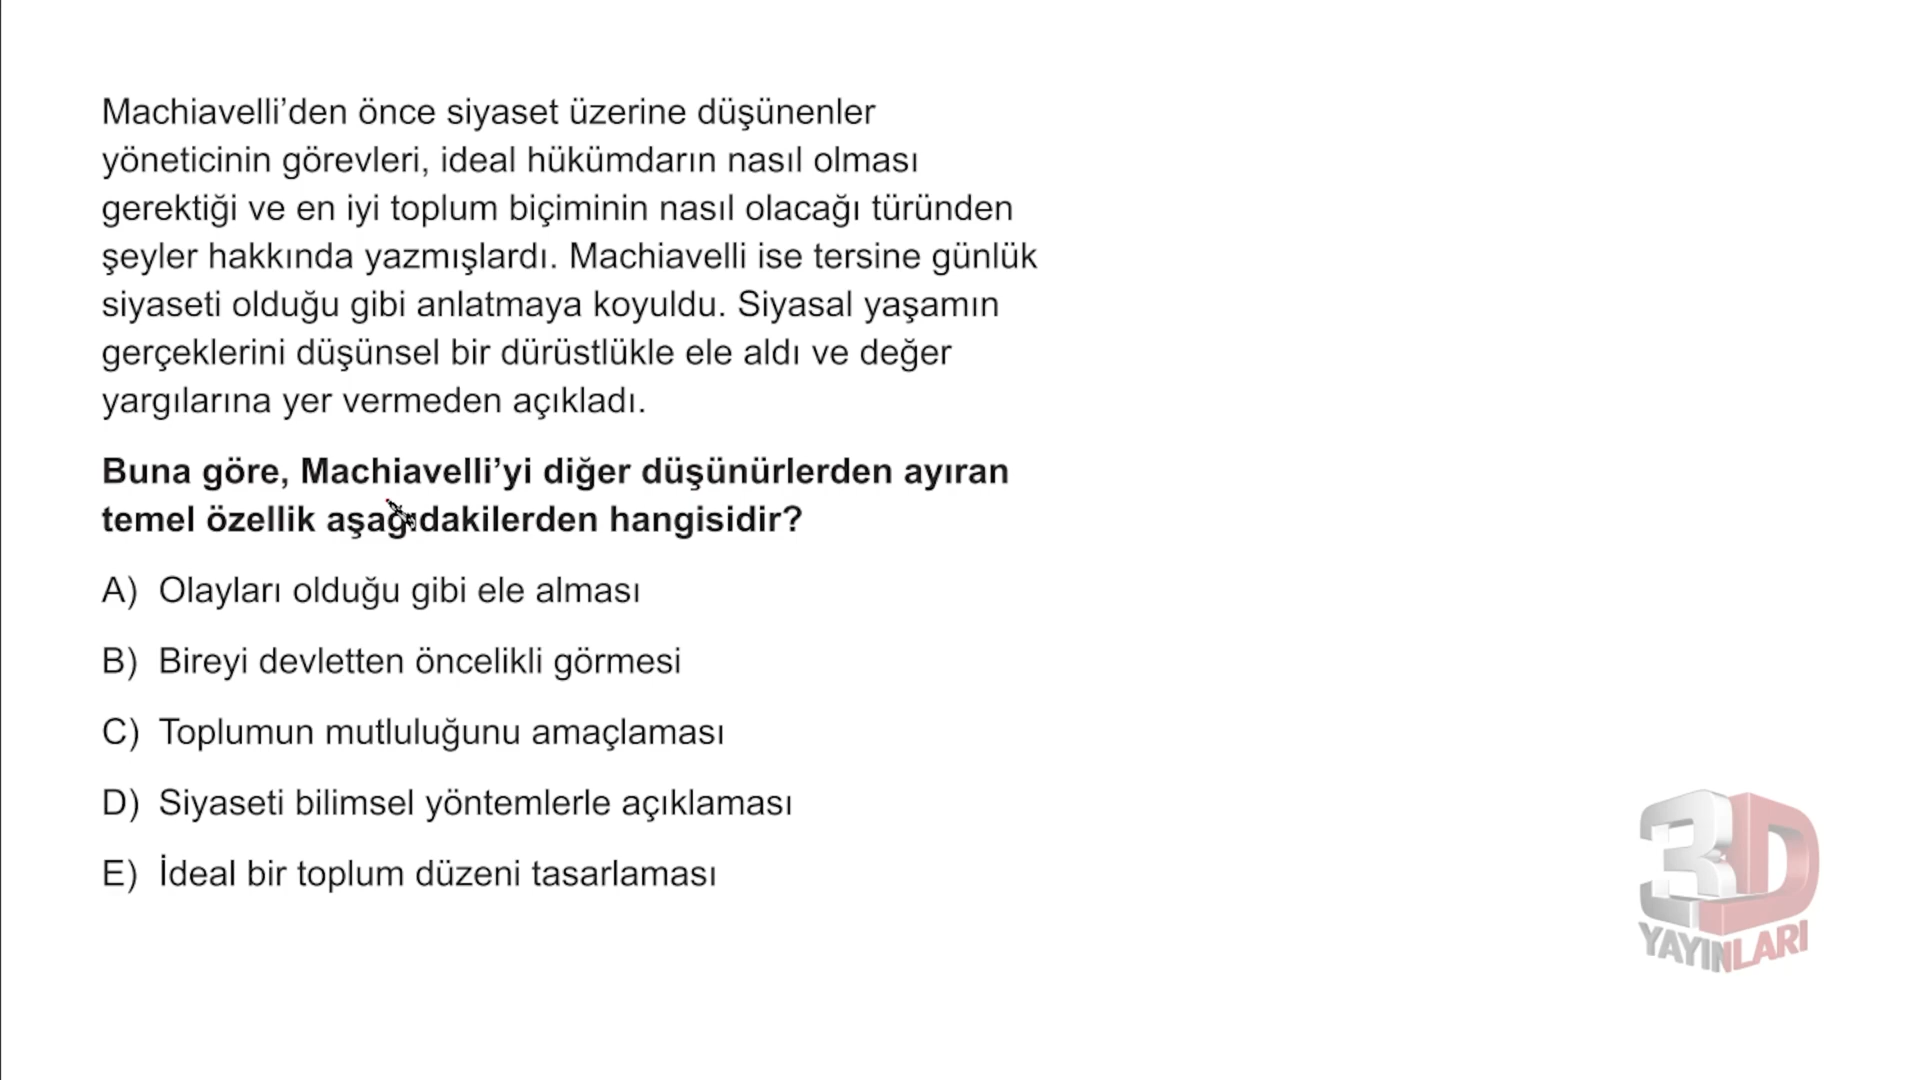 Machiavelli’den önce siyaset üzerine düşünenler
yöneticinin görevleri, ideal hükümdarın nasıl olması
gerektiği ve en iyi toplum biçiminin nasıl olacağı türünden
şeyler hakkında yazmışlardı. Machiavelli ise tersine günlük
siyaseti olduğu gibi anlatmaya koyuldu. Siyasal yaşamın
gerçeklerini düşünsel bir dürüstlükle ele aldı ve değer
yargılarına yer vermeden açıkladı.
Buna göre, Machiavelli’yi diğer düşünürlerden ayıran
temel özellik aşağıdakilerden hangisidir?
A) Olayları olduğu gibi ele alması
B) Bireyi devletten öncelikli görmesi
C) Toplumun mutluluğunu amaçlaması
D) Siyaseti bilimsel yöntemlerle açıklaması
E) İdeal bir toplum düzeni tasarlaması
3D
YAYINLARI